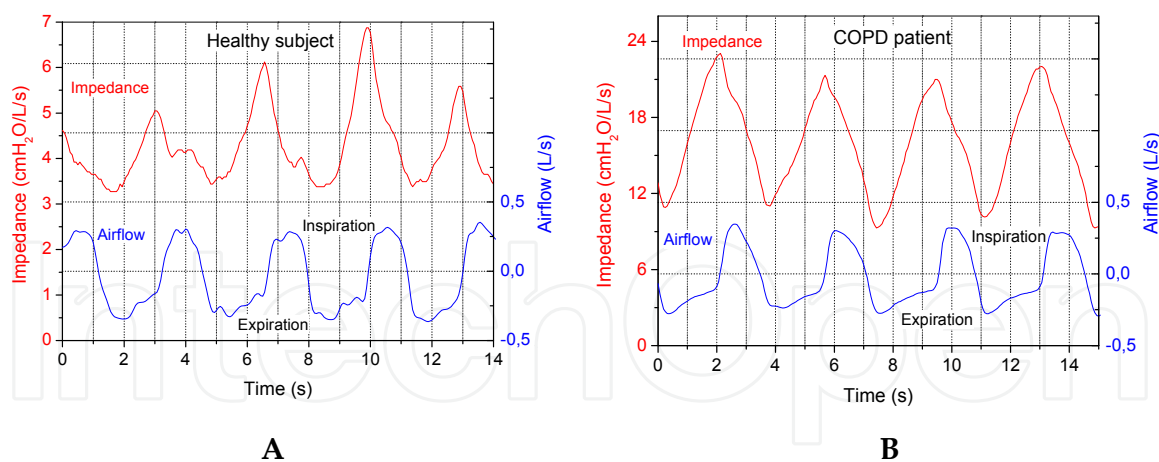 Healthy subject
Impedance
Airflow
Inspiration
Expiration
Impedance (cmH₂O/L/s)
7
6
5
4
3
2
1
0
Airflow (L/s)
0,5
0,0
-0,5
0 2 4 6 8 10 12 14
Time (s)
A
COPD patient
Impedance
Airflow
Inspiration
Expiration
Impedance (cmH₂O/L/s)
24
18
12
6
0
Airflow (L/s)
0,5
0,0
-0,5
0 2 4 6 8 10 12 14
Time (s)
B
IntechOpen